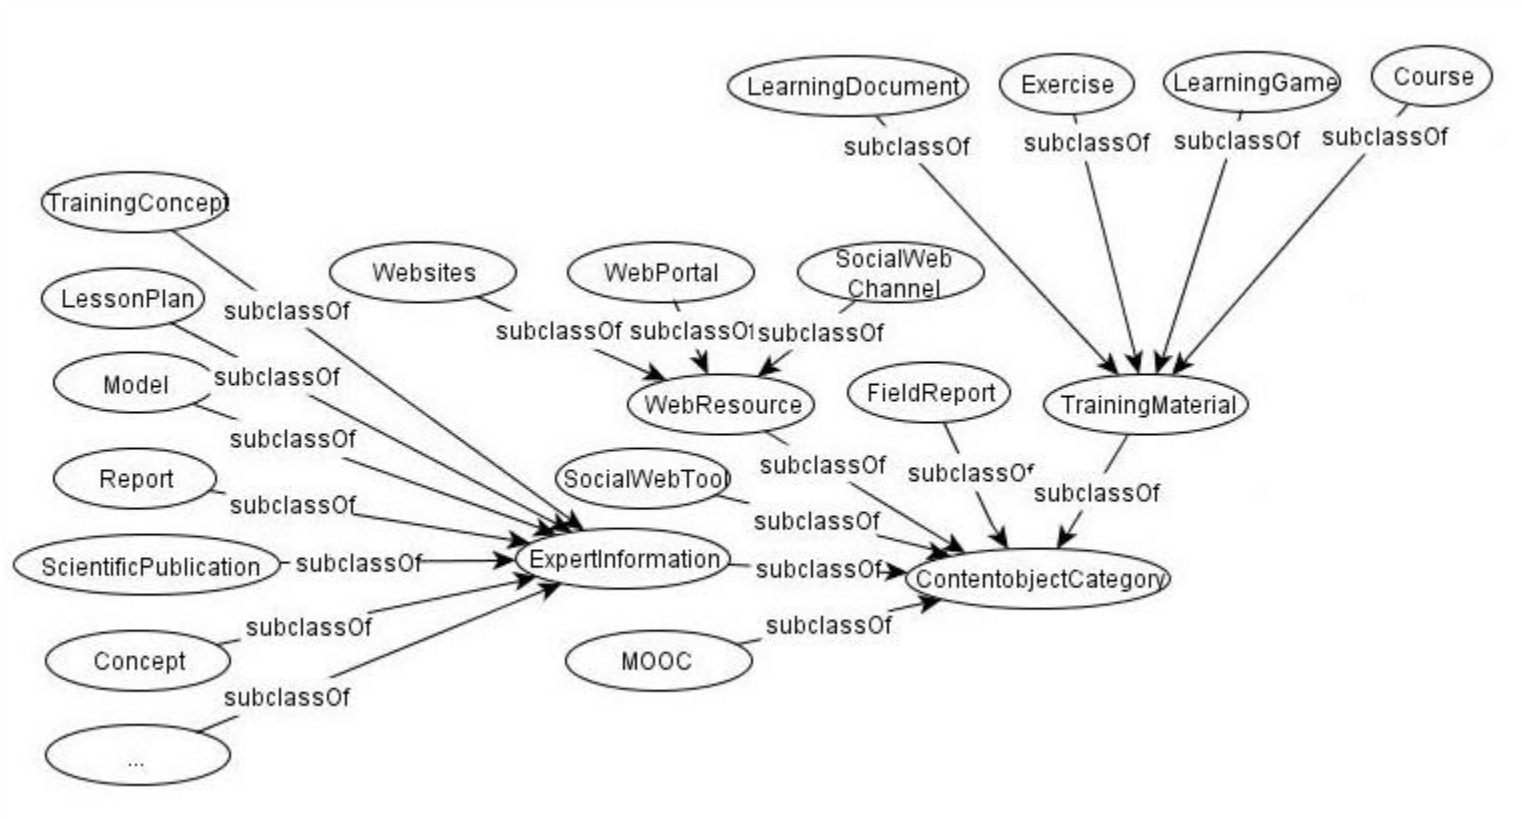 LearningDocument
Exercise
LearningGame
Course
subclassOf
subclassOf
subclassOf
subclassOf
TrainingConcept
Websites
WebPortal
SocialWeb
Channel
LessonPlan
subclassOf
subclassOf
subclassOf
subclassOf
Model
subclassOf
WebResource
FieldReport
TrainingMaterial
subclassOf
Report
SocialWebTool
subclassOf
subclassOf
subclassOf
subclassOf
subclassOf
ScientificPublication
subclassOf
ExpertInformation
subclassOf
ContentobjectCategory
subclassOf
subclassOf
Concept
MOOC
subclassOf
...